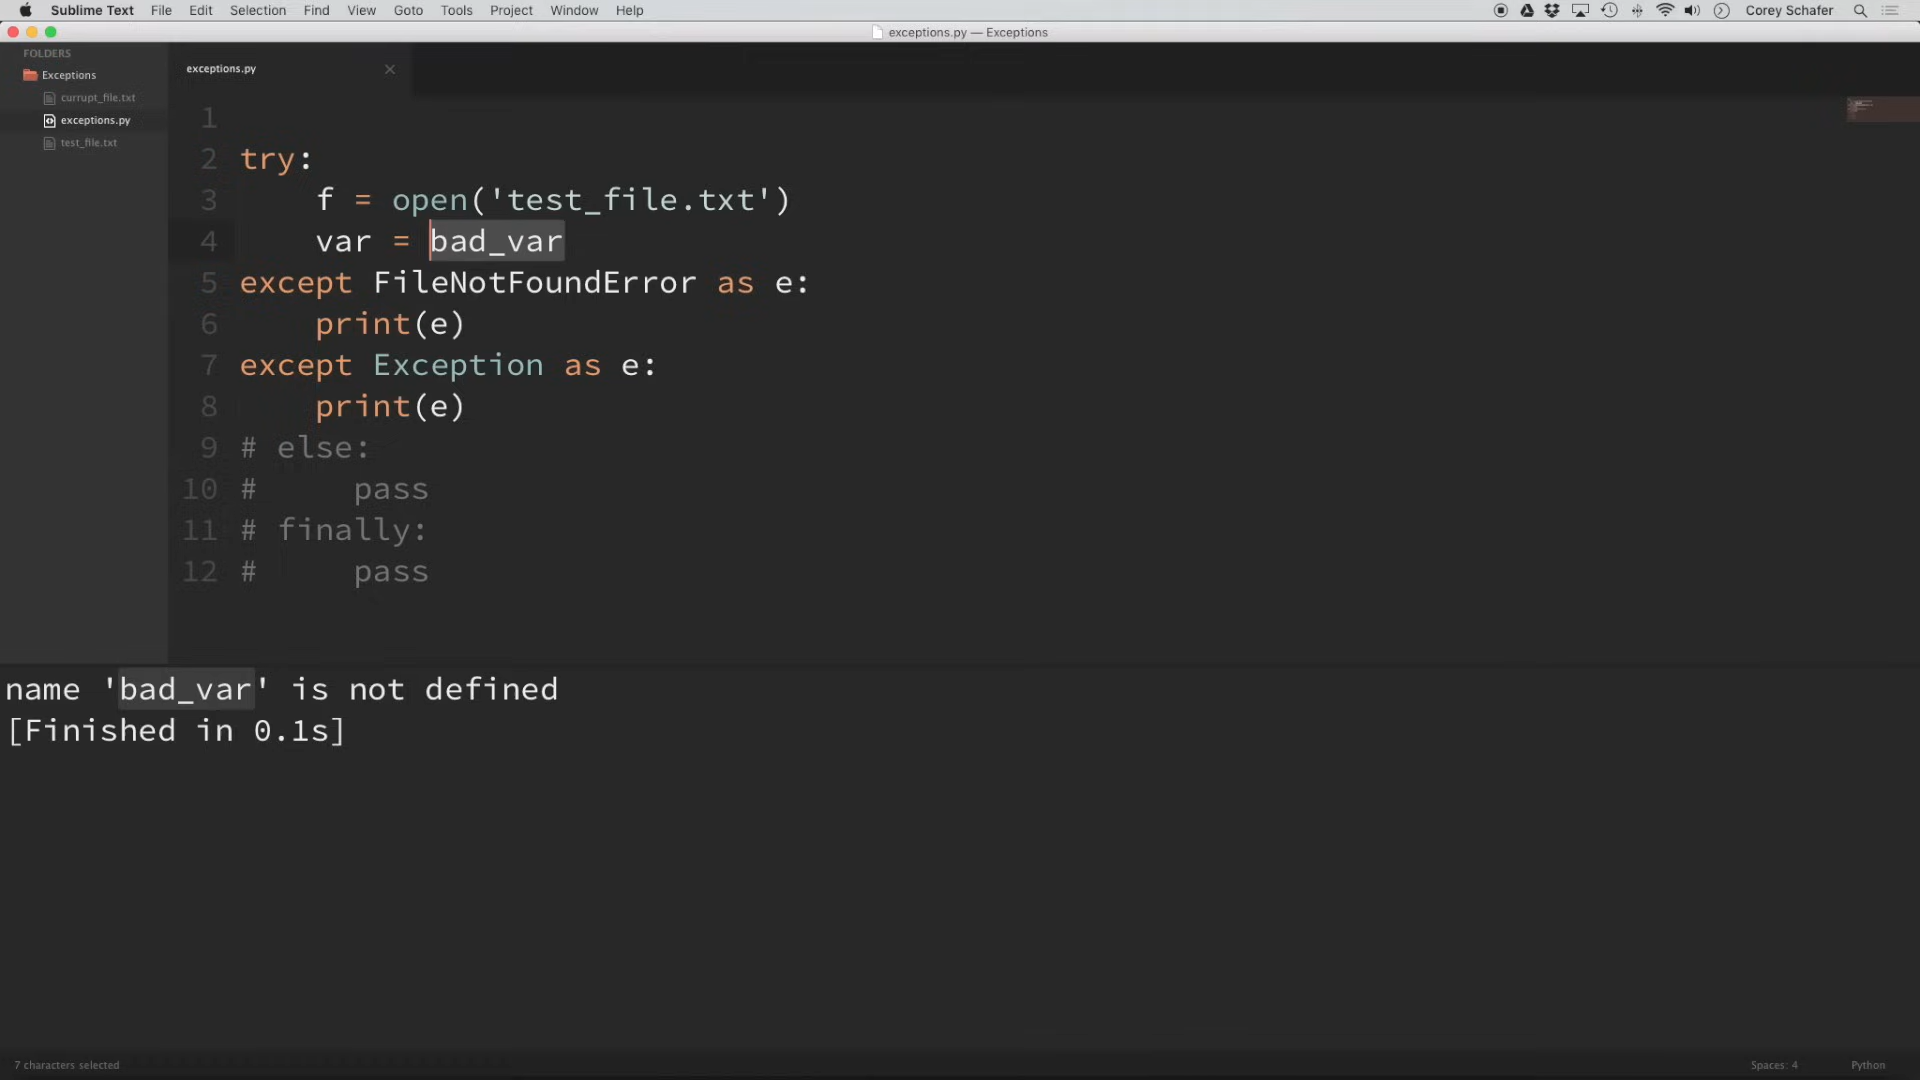 Sublime Text File Edit Selection Find View Goto Tools Project Window Help Corey Schafer
exceptions.py — Exceptions
FOLDERS
Exceptions
currupt_file.txt
exceptions.py
test_file.txt
exceptions.py
1
2 try:
3     f = open('test_file.txt')
4     var = bad_var
5 except FileNotFoundError as e:
6     print(e)
7 except Exception as e:
8     print(e)
9 # else:
10 #     pass
11 # finally:
12 #     pass
name 'bad_var' is not defined
[Finished in 0.1s]
7 characters selected Spaces: 4 Python